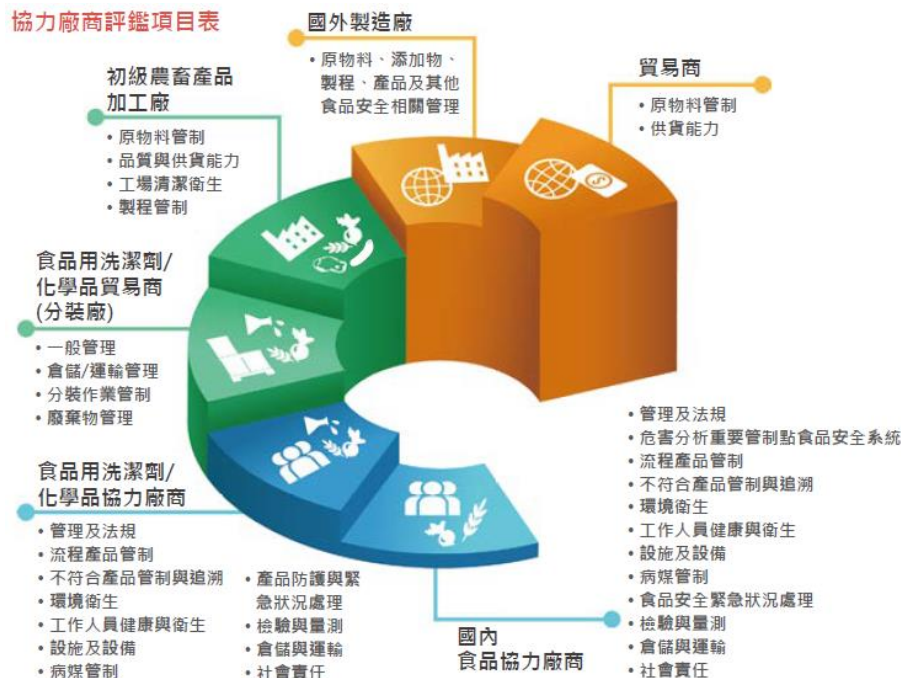 協力廠商評鑑項目表
國外製造廠
• 原物料、添加物、
製程、產品及其他
食品安全相關管理
貿易商
• 原物料管制
• 供貨能力
初級農畜產品
加工廠
• 原物料管制
• 品質與供貨能力
• 工場清潔衛生
• 製程管制
食品用洗潔劑/
化學品貿易商
(分裝廠)
• 一般管理
• 倉儲/運輸管理
• 分裝作業管制
• 廢棄物管理
食品用洗潔劑/
化學品協力廠商
• 管理及法規
• 流程產品管制
• 不符合產品管制與追溯
• 環境衛生
• 工作人員健康與衛生
• 設施及設備
• 病媒管制
• 產品防護與緊
急狀況處理
• 檢驗與量測
• 倉儲與運輸
• 社會責任
國內
食品協力廠商
• 管理及法規
• 危害分析重要管制點食品安全系統
• 流程產品管制
• 不符合產品管制與追溯
• 環境衛生
• 工作人員健康與衛生
• 設施及設備
• 病媒管制
• 食品安全緊急狀況處理
• 檢驗與量測
• 倉儲與運輸
• 社會責任